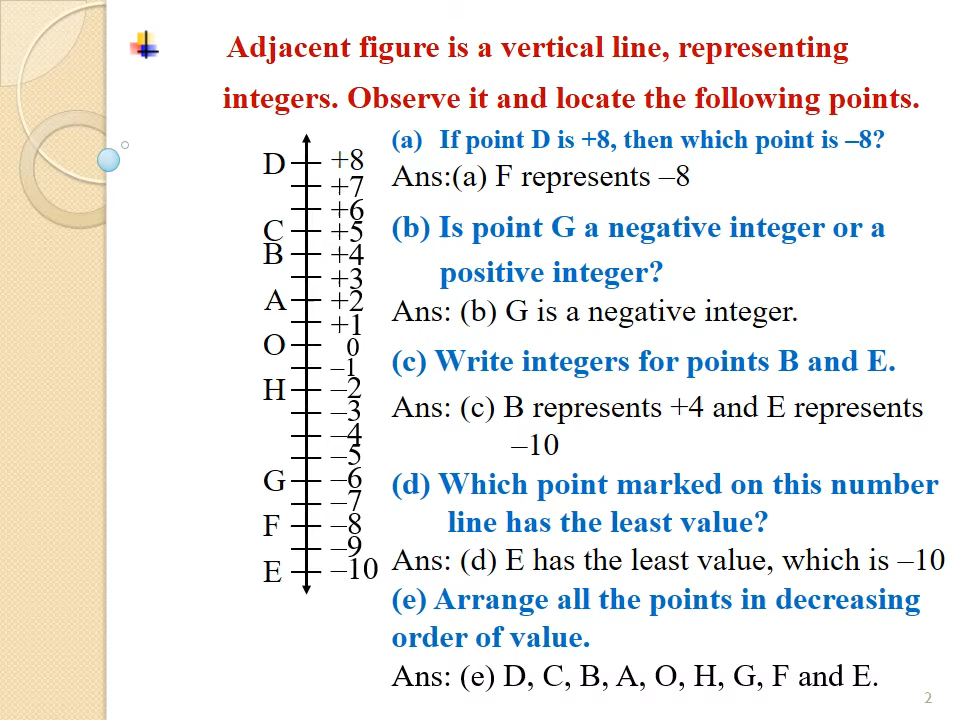 Adjacent figure is a vertical line, representing
integers. Observe it and locate the following points.
(a) If point D is +8, then which point is –8?
Ans:(a) F represents –8
(b) Is point G a negative integer or a
positive integer?
Ans: (b) G is a negative integer.
(c) Write integers for points B and E.
Ans: (c) B represents +4 and E represents
–10
(d) Which point marked on this number
line has the least value?
Ans: (d) E has the least value, which is –10
(e) Arrange all the points in decreasing
order of value.
Ans: (e) D, C, B, A, O, H, G, F and E.
D +8
+7
+6
C +5
B +4
+3
A +2
+1
O 0
–1
H –2
–3
–4
–5
G –6
–7
F –8
–9
E –10
2